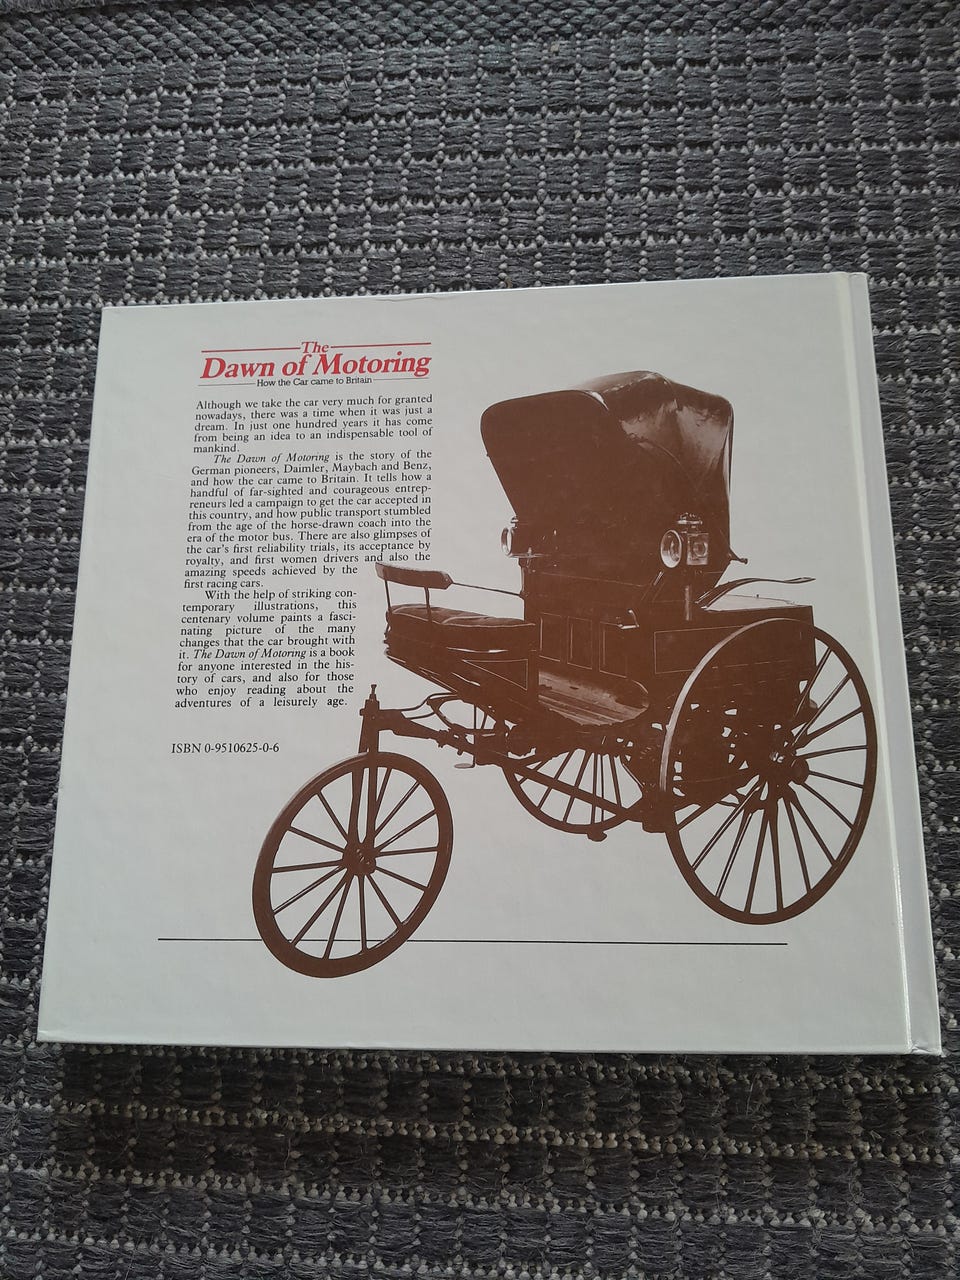 The
Dawn of Motoring
How the Car came to Britain
Although we take the car very much for granted
nowadays, there was a time when it was just a
dream. In just one hundred years it has come
from being an idea to an indispensable tool of
mankind.
The Dawn of Motoring is the story of the
German pioneers, Daimler, Maybach and Benz,
and how the car came to Britain. It tells how a
handful of far-sighted and courageous entrep-
reneurs led a campaign to get the car accepted in
this country, and how public transport stumbled
from the age of the horse-drawn coach into the
era of the motor bus. There are also glimpses of
the car's first reliability trials, its acceptance by
royalty, and first women drivers and also the
amazing speeds achieved by the
first racing cars.
With the help of striking con-
temporary illustrations, this
centenary volume paints a fasci-
nating picture of the many
changes that the car brought with
it. The Dawn of Motoring is a book
for anyone interested in the his-
tory of cars, and also for those
who enjoy reading about the
adventures of a leisurely age.
ISBN 0-9510625-0-6